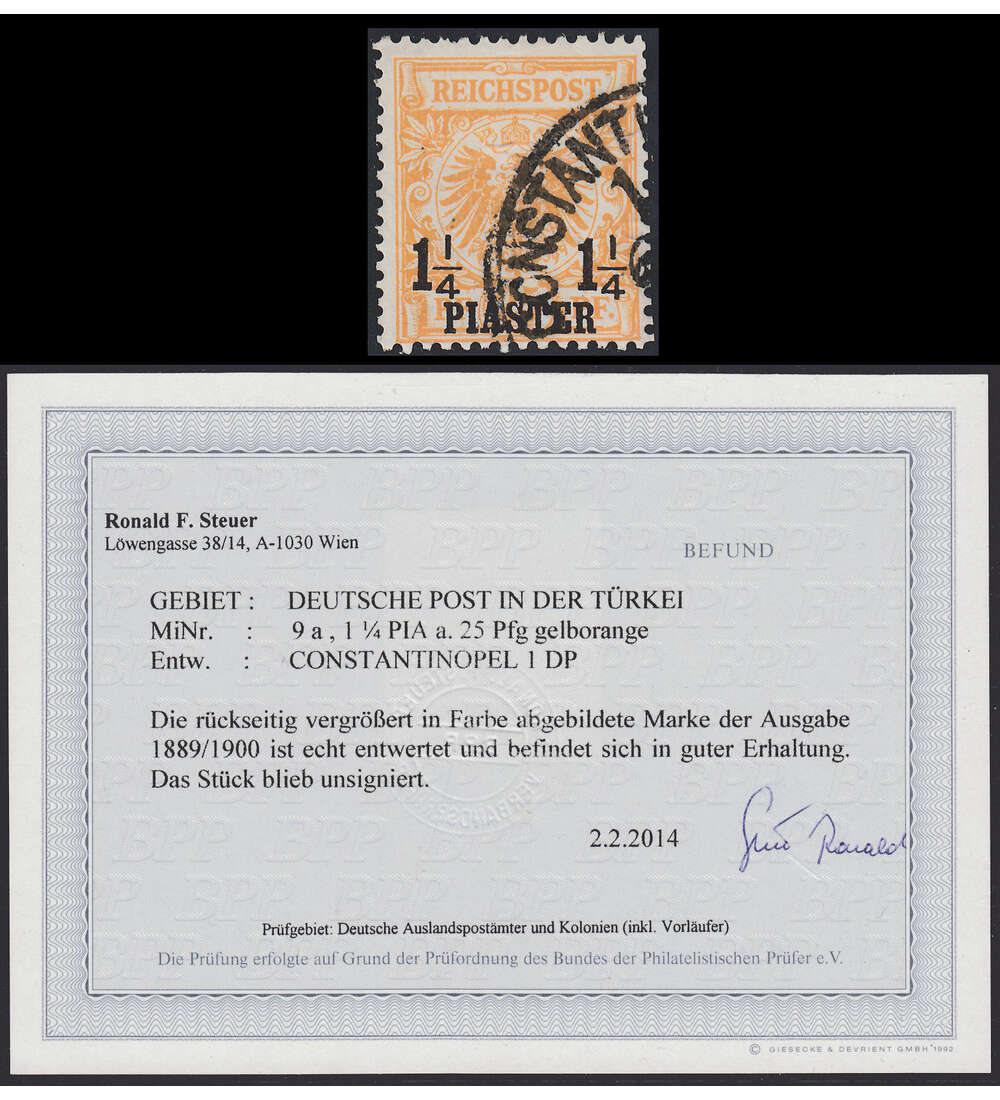 REICHSPOST
CONSTANTI
1
1 1/4 1 1/4
PIASTER
Ronald F. Steuer
Löwengasse 38/14, A-1030 Wien
BEFUND
GEBIET : DEUTSCHE POST IN DER TÜRKEI
MiNr. : 9 a , 1 ¼ PIA a. 25 Pfg gelborange
Entw. : CONSTANTINOPEL 1 DP
Die rückseitig vergrößert in Farbe abgebildete Marke der Ausgabe
1889/1900 ist echt entwertet und befindet sich in guter Erhaltung.
Das Stück blieb unsigniert.
2.2.2014
Ronald
Prüfgebiet: Deutsche Auslandspostämter und Kolonien (inkl. Vorläufer)
Die Prüfung erfolgte auf Grund der Prüfordnung des Bundes der Philatelistischen Prüfer e.V.
© GIESECKE & DEVRIENT GMBH 1992